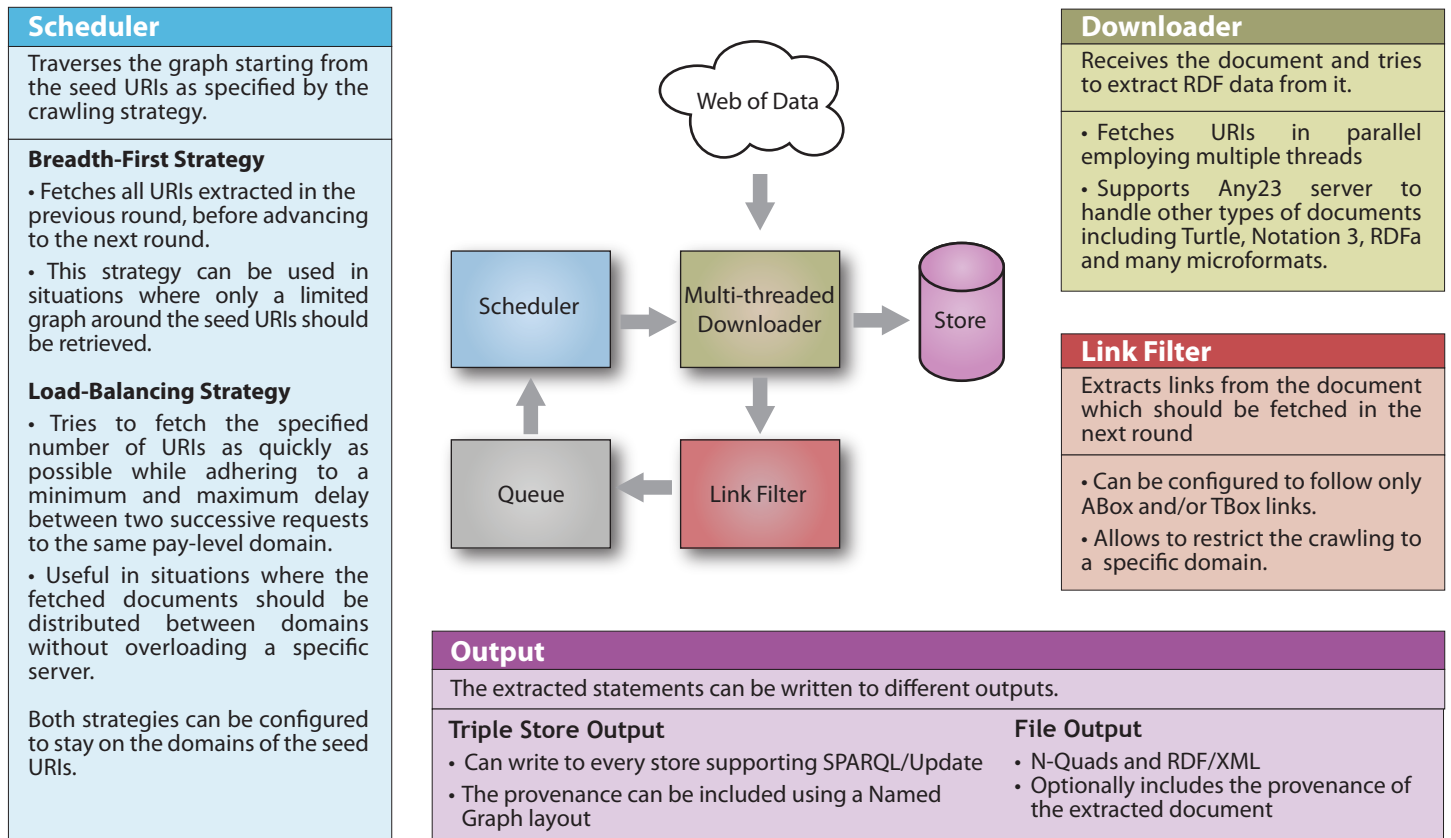 Scheduler
Traverses the graph starting from
the seed URIs as specified by the
crawling strategy.
Breadth-First Strategy
• Fetches all URIs extracted in the
previous round, before advancing
to the next round.
• This strategy can be used in
situations where only a limited
graph around the seed URIs should
be retrieved.
Load-Balancing Strategy
• Tries to fetch the specified
number of URIs as quickly as
possible while adhering to a
minimum and maximum delay
between two successive requests
to the same pay-level domain.
• Useful in situations where the
fetched documents should be
distributed between domains
without overloading a specific
server.
Both strategies can be configured
to stay on the domains of the seed
URIs.
Web of Data
Scheduler
Multi-threaded
Downloader
Store
Queue
Link Filter
Downloader
Receives the document and tries
to extract RDF data from it.
• Fetches URIs in parallel
employing multiple threads
• Supports Any23 server to
handle other types of documents
including Turtle, Notation 3, RDFa
and many microformats.
Link Filter
Extracts links from the document
which should be fetched in the
next round
• Can be configured to follow only
ABox and/or TBox links.
• Allows to restrict the crawling to
a specific domain.
Output
The extracted statements can be written to different outputs.
Triple Store Output
• Can write to every store supporting SPARQL/Update
• The provenance can be included using a Named
Graph layout
File Output
• N-Quads and RDF/XML
• Optionally includes the provenance of
the extracted document